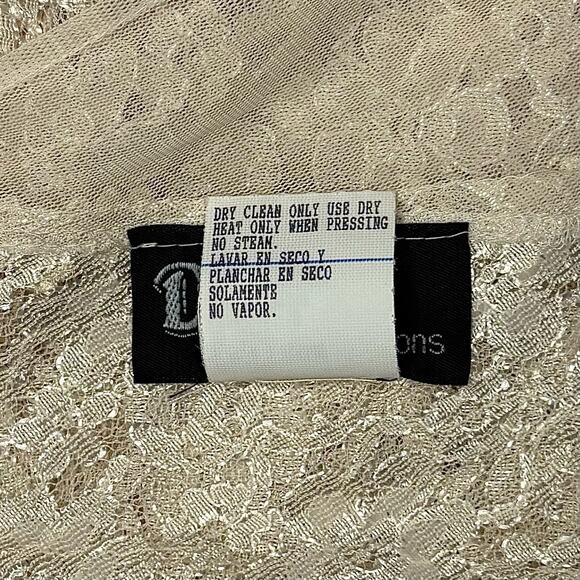 DRY CLEAN ONLY USE DRY
HEAT ONLY WHEN PRESSING
NO STEAM.
LAVAR EN SECO Y
PLANCHAR EN SECO
SOLAMENTE
NO VAPOR.